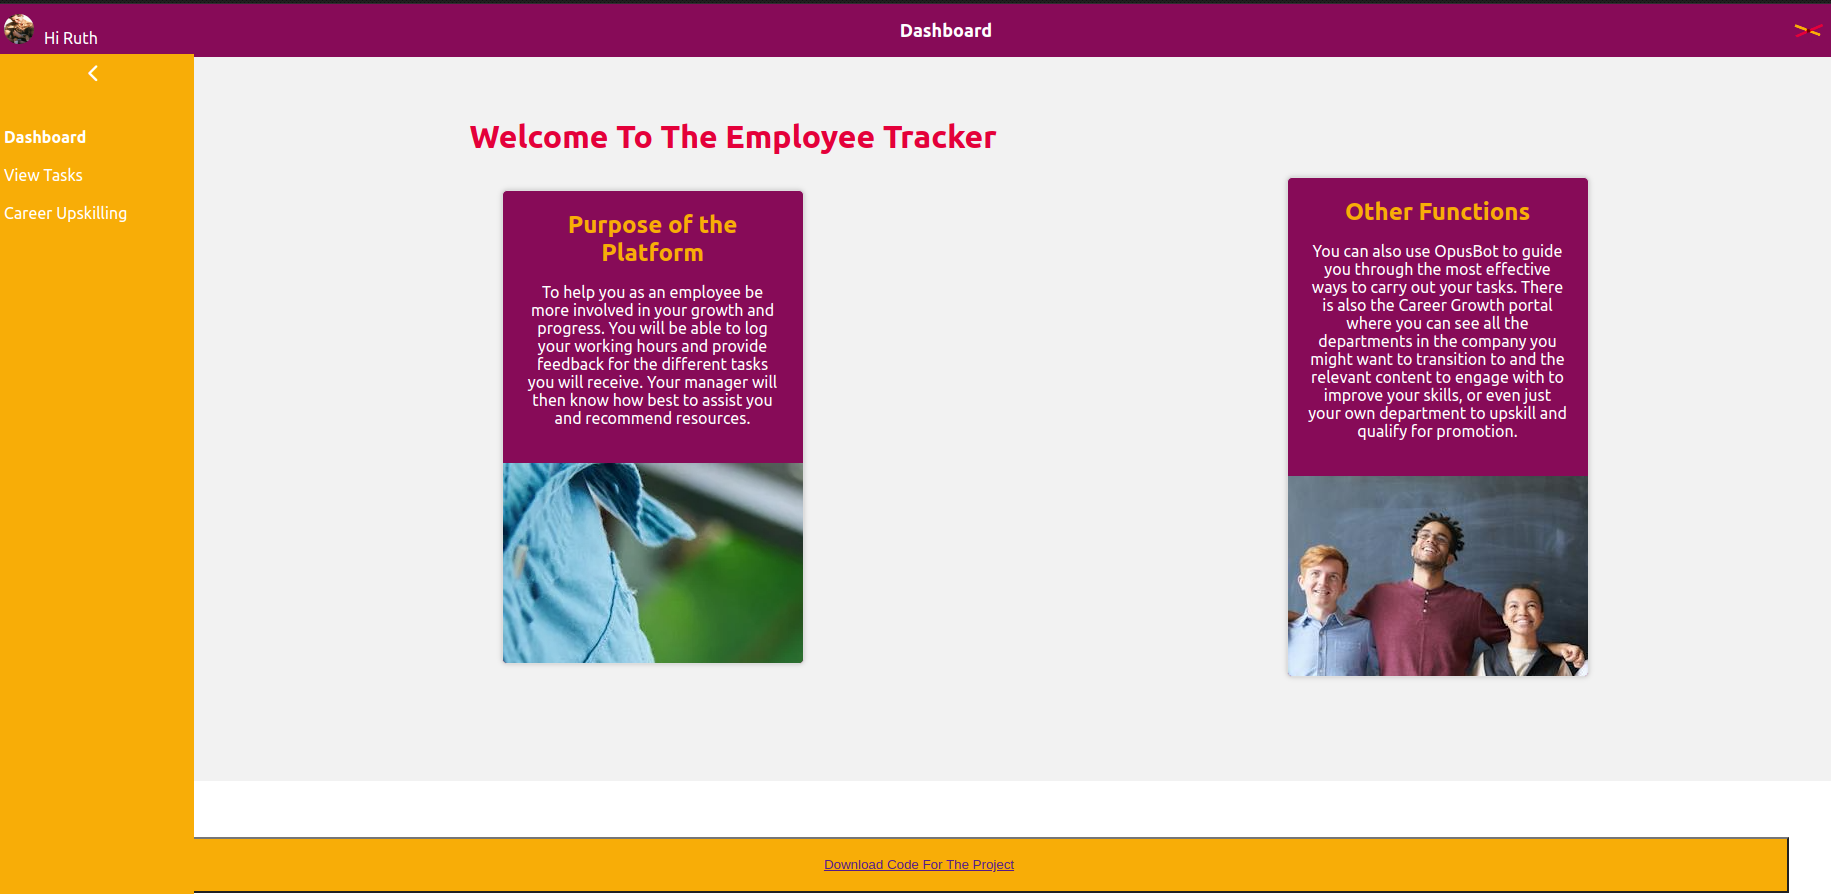 Hi Ruth
Dashboard
Dashboard
View Tasks
Career Upskilling
Welcome To The Employee Tracker
Purpose of the
Platform
To help you as an employee be
more involved in your growth and
progress. You will be able to log
your working hours and provide
feedback for the different tasks
you will receive. Your manager will
then know how best to assist you
and recommend resources.
Other Functions
You can also use OpusBot to guide
you through the most effective
ways to carry out your tasks. There
is also the Career Growth portal
where you can see all the
departments in the company you
might want to transition to and the
relevant content to engage with to
improve your skills, or even just
your own department to upskill and
qualify for promotion.
Download Code For The Project